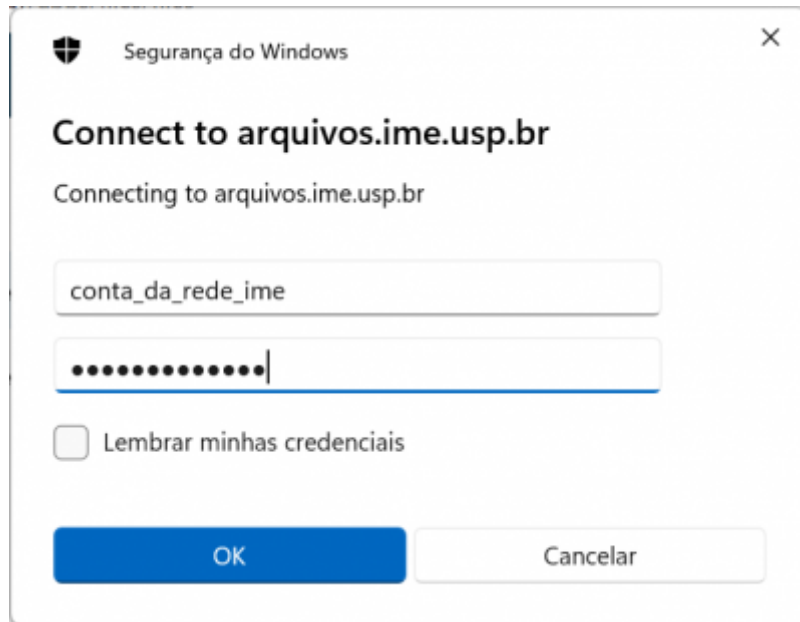 Segurança do Windows
Connect to arquivos.ime.usp.br
Connecting to arquivos.ime.usp.br
conta_da_rede_ime
•••••••••••••
Lembrar minhas credenciais
OK
Cancelar